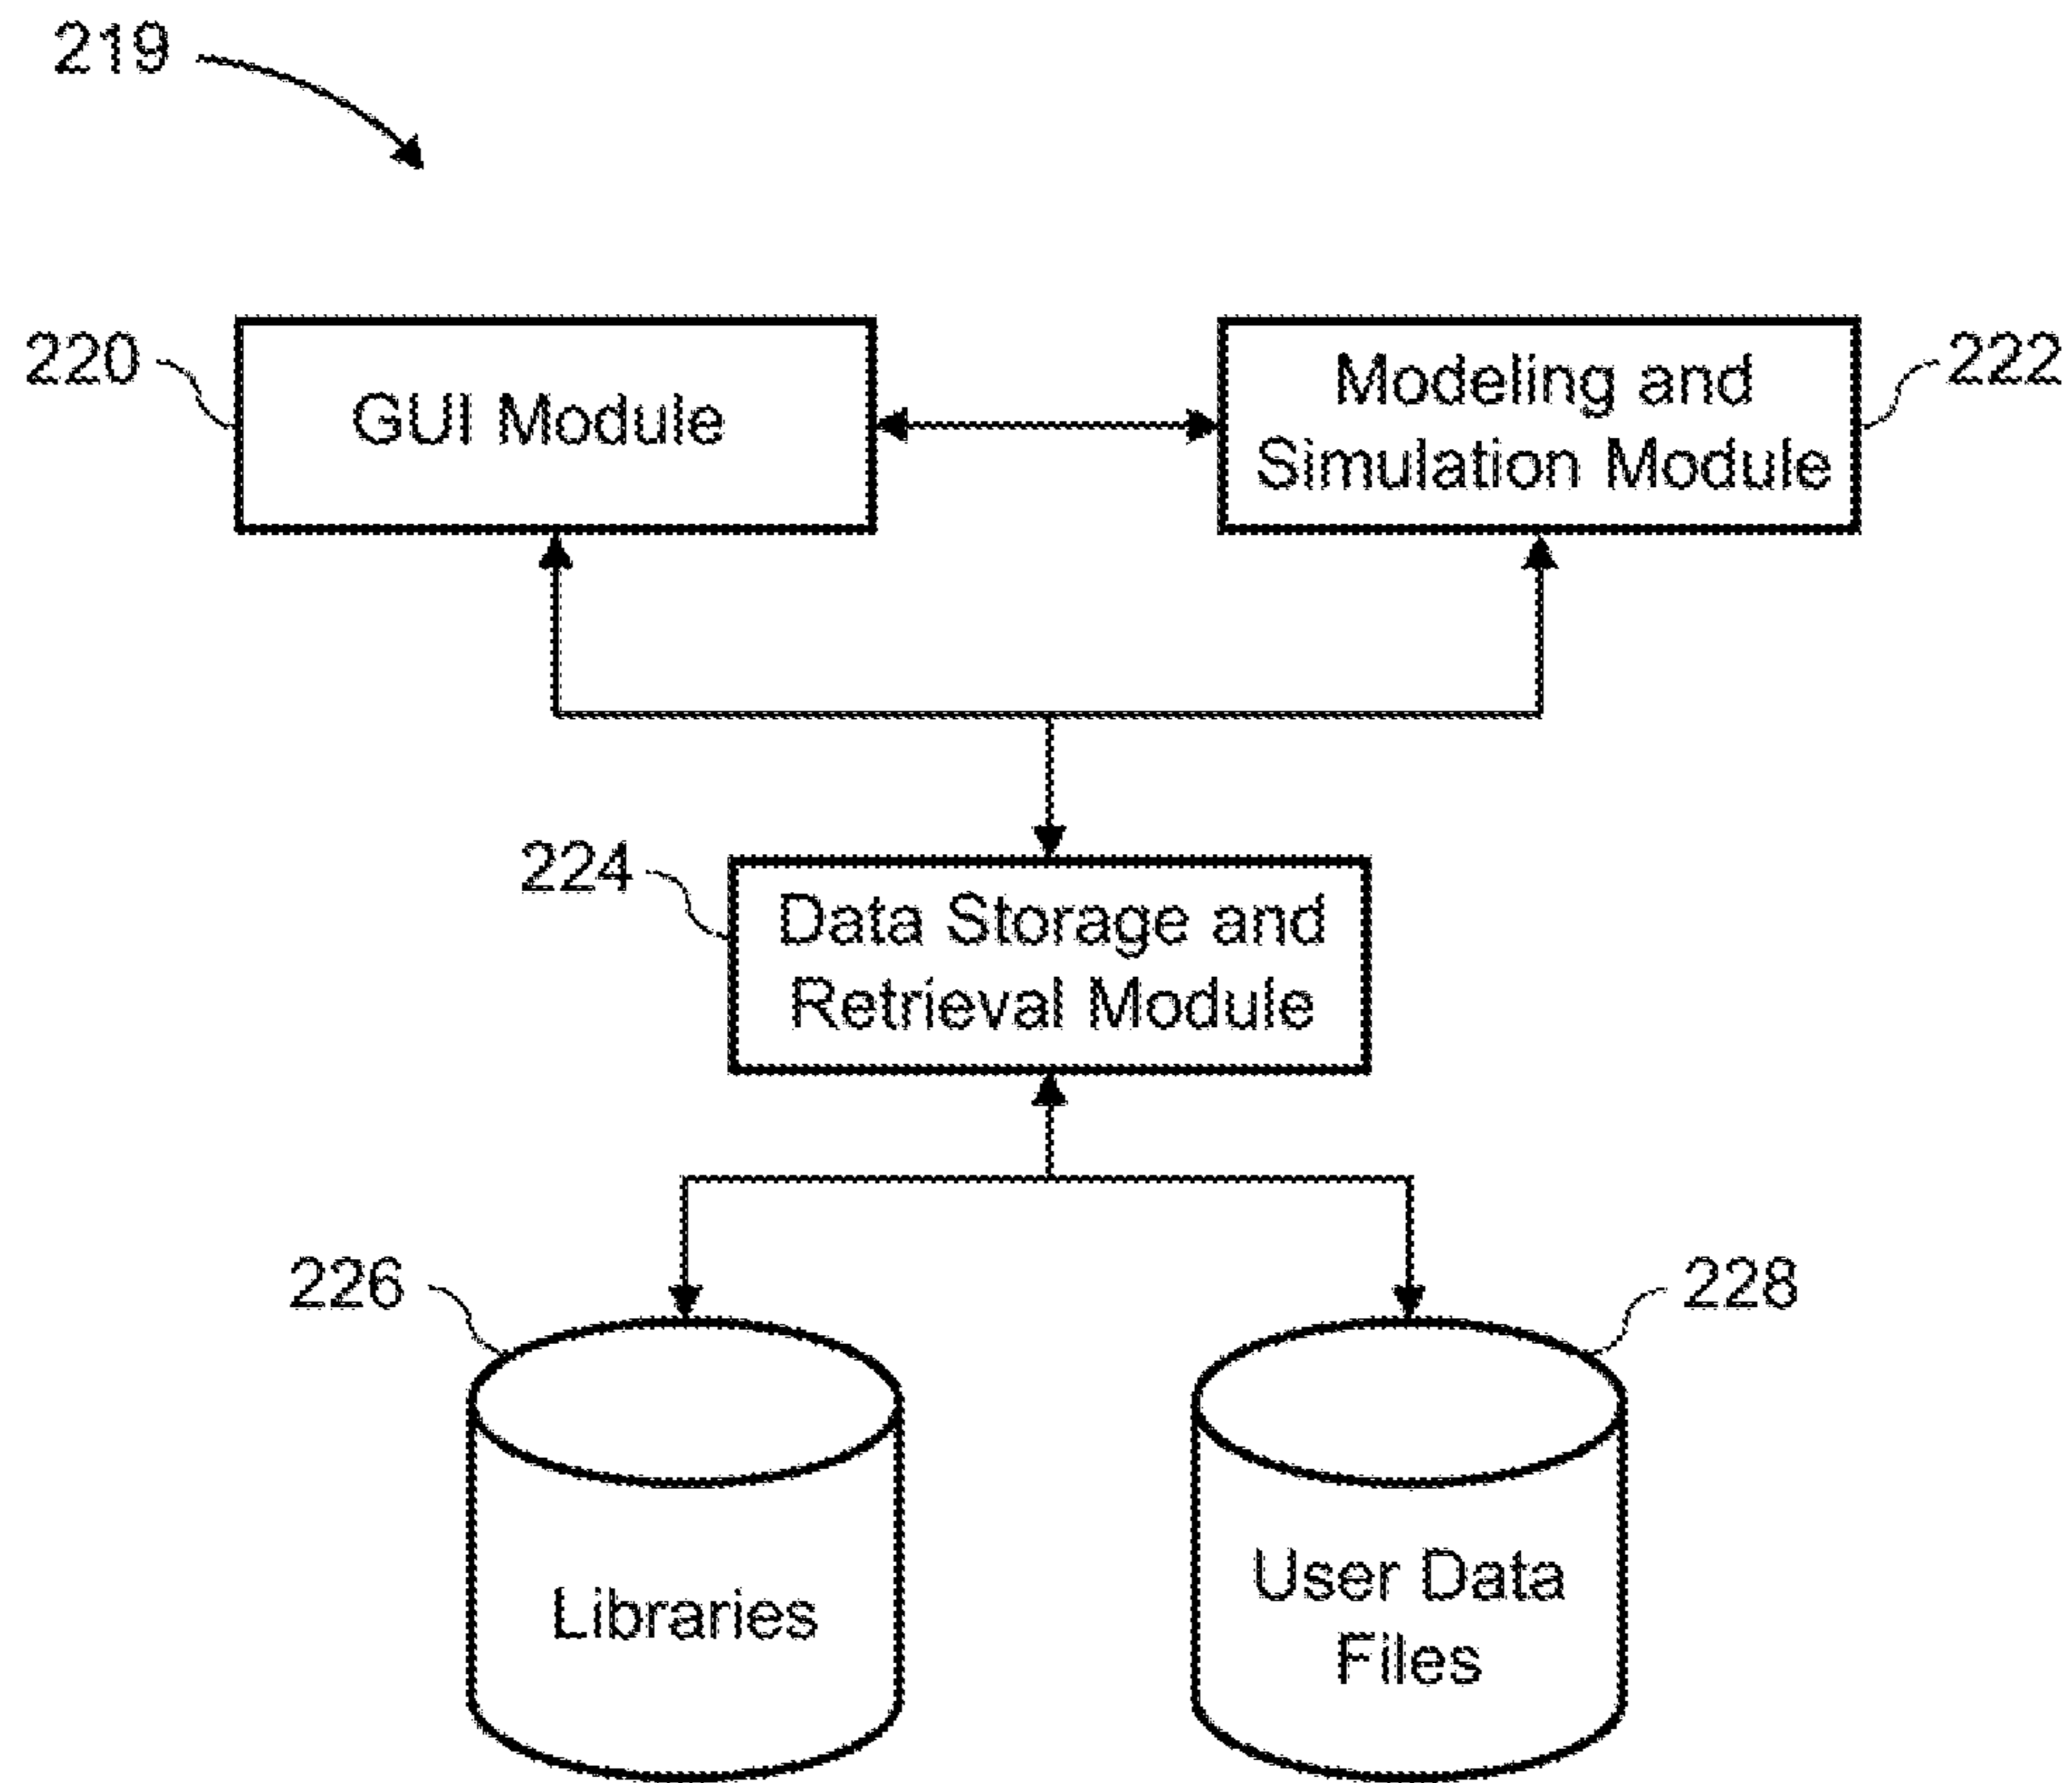 219
220
GUI Module
Modeling and
Simulation Module
222
224
Data Storage and
Retrieval Module
226
228
Libraries
User Data
Files